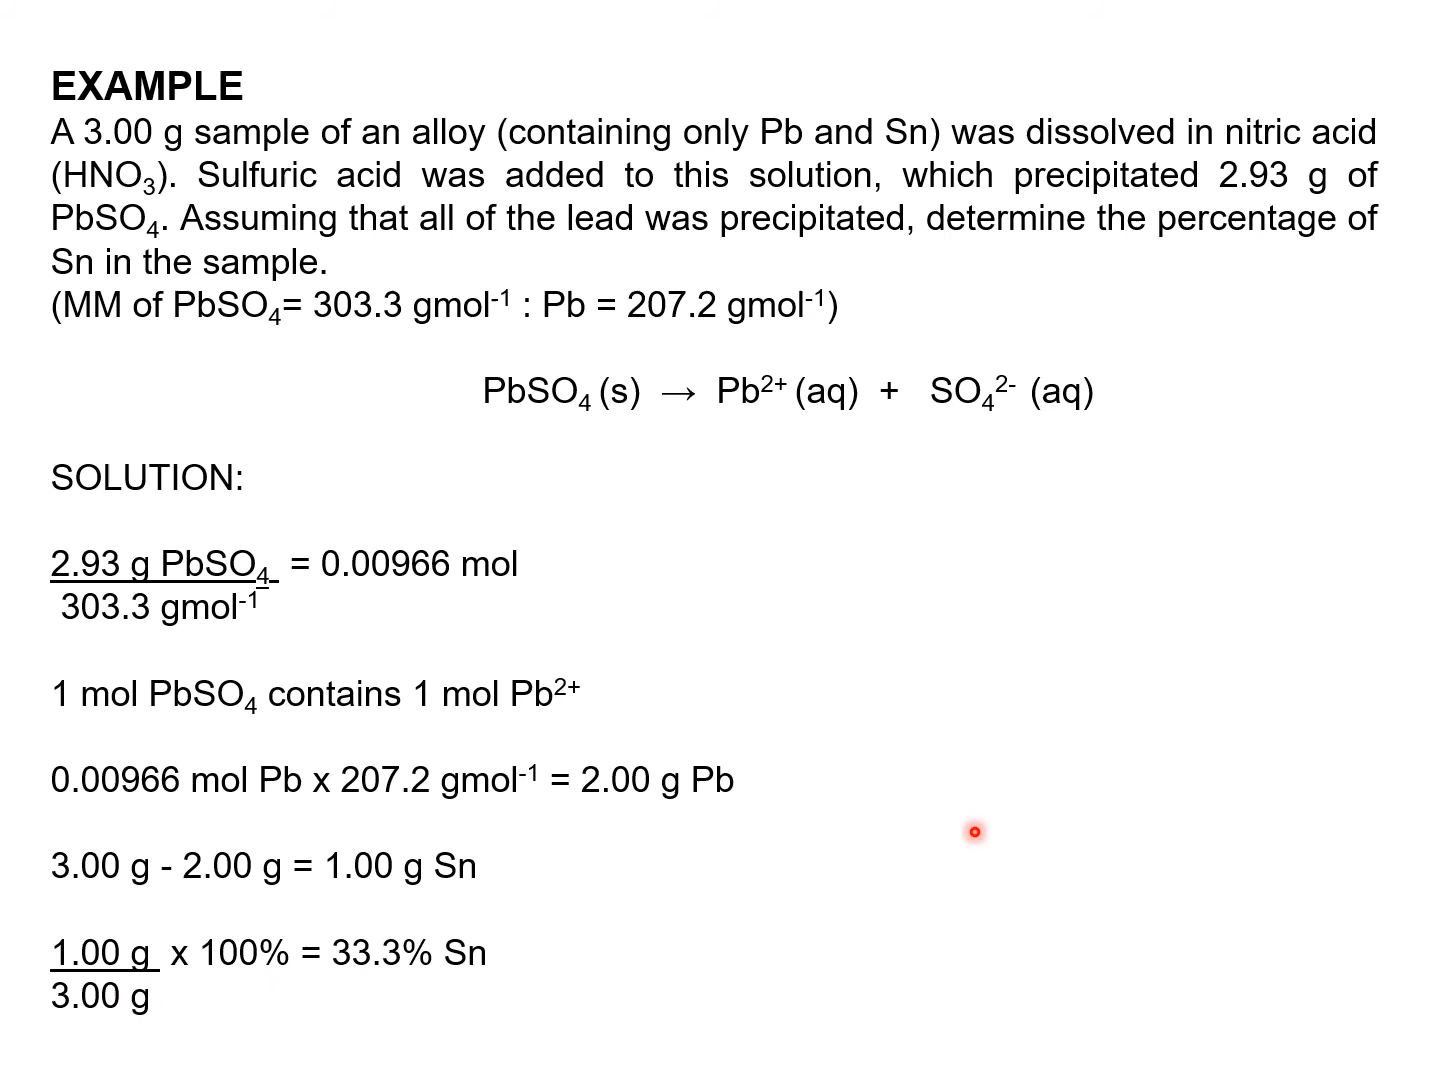 EXAMPLE
A 3.00 g sample of an alloy (containing only Pb and Sn) was dissolved in nitric acid
(HNO₃). Sulfuric acid was added to this solution, which precipitated 2.93 g of
PbSO₄. Assuming that all of the lead was precipitated, determine the percentage of
Sn in the sample.
(MM of PbSO₄= 303.3 gmol⁻¹ : Pb = 207.2 gmol⁻¹)
PbSO₄ (s) → Pb²⁺ (aq) + SO₄²⁻ (aq)
SOLUTION:
2.93 g PbSO₄ = 0.00966 mol
303.3 gmol⁻¹
1 mol PbSO₄ contains 1 mol Pb²⁺
0.00966 mol Pb x 207.2 gmol⁻¹ = 2.00 g Pb
3.00 g - 2.00 g = 1.00 g Sn
1.00 g x 100% = 33.3% Sn
3.00 g